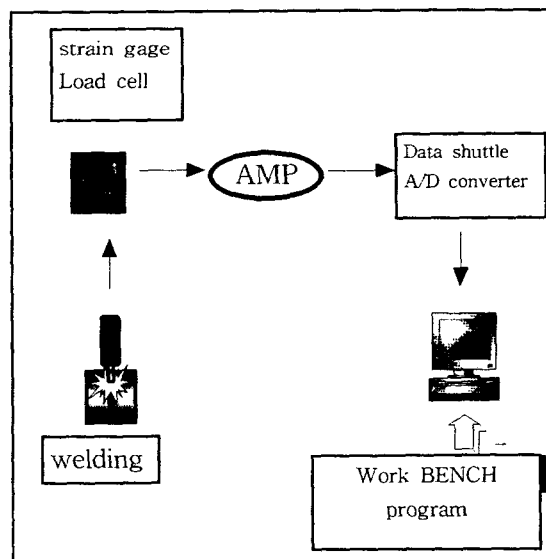 strain gage
Load cell
AMP
Data shuttle
A/D converter
welding
Work BENCH
program